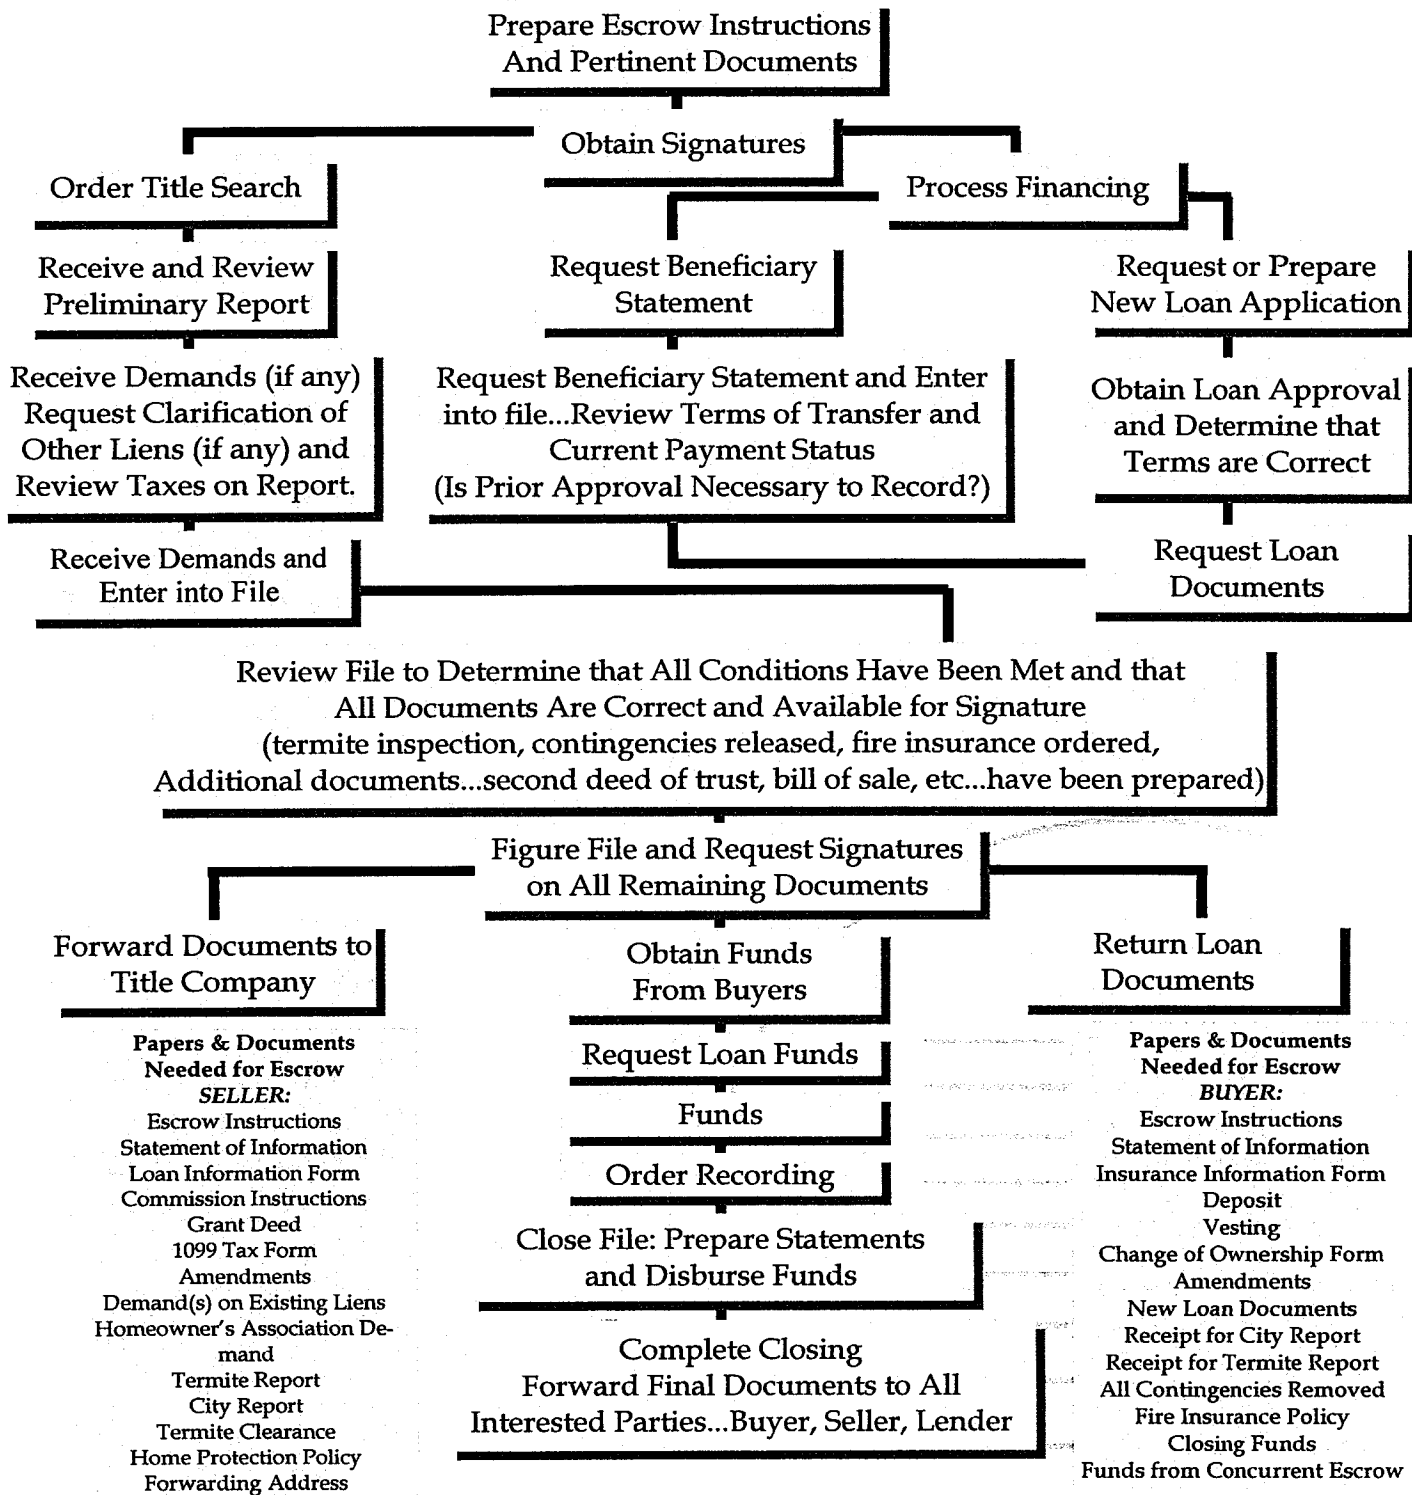 Prepare Escrow Instructions
And Pertinent Documents
Obtain Signatures
Order Title Search
Process Financing
Receive and Review
Preliminary Report
Request Beneficiary
Statement
Request or Prepare
New Loan Application
Receive Demands (if any)
Request Clarification of
Other Liens (if any) and
Review Taxes on Report.
Request Beneficiary Statement and Enter
into file...Review Terms of Transfer and
Current Payment Status
(Is Prior Approval Necessary to Record?)
Obtain Loan Approval
and Determine that
Terms are Correct
Receive Demands and
Enter into File
Request Loan
Documents
Review File to Determine that All Conditions Have Been Met and that
All Documents Are Correct and Available for Signature
(termite inspection, contingencies released, fire insurance ordered,
Additional documents...second deed of trust, bill of sale, etc...have been prepared)
Figure File and Request Signatures
on All Remaining Documents
Forward Documents to
Title Company
Obtain Funds
From Buyers
Return Loan
Documents
Request Loan Funds
Funds
Order Recording
Close File: Prepare Statements
and Disburse Funds
Complete Closing
Forward Final Documents to All
Interested Parties...Buyer, Seller, Lender
Papers & Documents
Needed for Escrow
SELLER:
Escrow Instructions
Statement of Information
Loan Information Form
Commission Instructions
Grant Deed
1099 Tax Form
Amendments
Demand(s) on Existing Liens
Homeowner's Association De-
mand
Termite Report
City Report
Termite Clearance
Home Protection Policy
Forwarding Address
Papers & Documents
Needed for Escrow
BUYER:
Escrow Instructions
Statement of Information
Insurance Information Form
Deposit
Vesting
Change of Ownership Form
Amendments
New Loan Documents
Receipt for City Report
Receipt for Termite Report
All Contingencies Removed
Fire Insurance Policy
Closing Funds
Funds from Concurrent Escrow